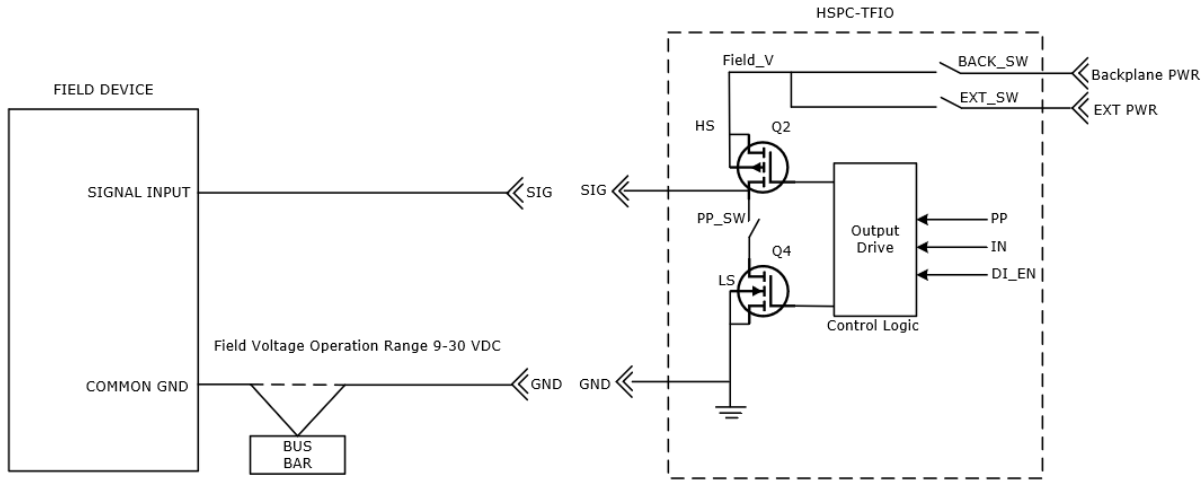 HSPC-TFIO
Field_V
BACK_SW
Backplane PWR
EXT_SW
EXT PWR
FIELD DEVICE
HS
Q2
SIGNAL INPUT
SIG
SIG
PP_SW
Output
Drive
PP
IN
DI_EN
Q4
LS
Control Logic
Field Voltage Operation Range 9-30 VDC
COMMON GND
GND
GND
BUS
BAR